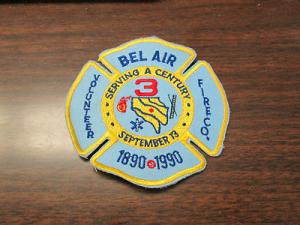 BEL AIR
VOLUNTEER
FIRE CO.
SERVING A CENTURY
3
SEPTEMBER 13
1890 1990